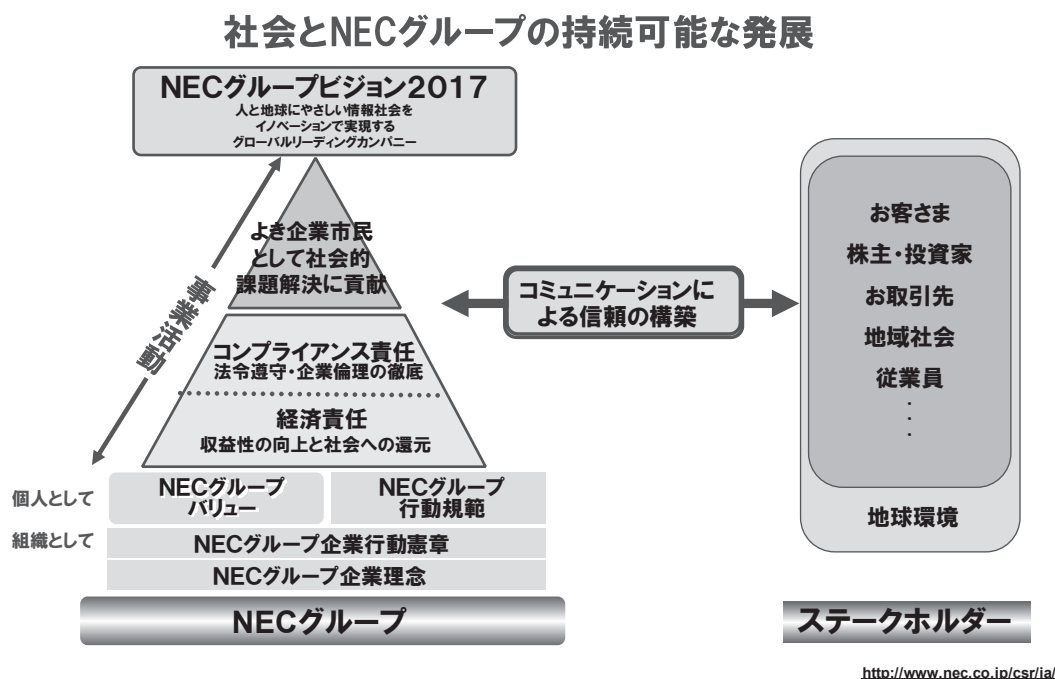 社会とNECグループの持続可能な発展
NECグループビジョン2017
人と地球にやさしい情報社会を
イノベーションで実現する
グローバルリーディングカンパニー
よき企業市民
として社会的
課題解決に貢献
事業活動
コンプライアンス責任
法令遵守・企業倫理の徹底
経済責任
収益性の向上と社会への還元
個人として
NECグループ
バリュー
NECグループ
行動規範
組織として
NECグループ企業行動憲章
NECグループ企業理念
NECグループ
コミュニケーションに
よる信頼の構築
お客さま
株主・投資家
お取引先
地域社会
従業員
・
・
・
地球環境
ステークホルダー
http://www.nec.co.jp/csr/ja/